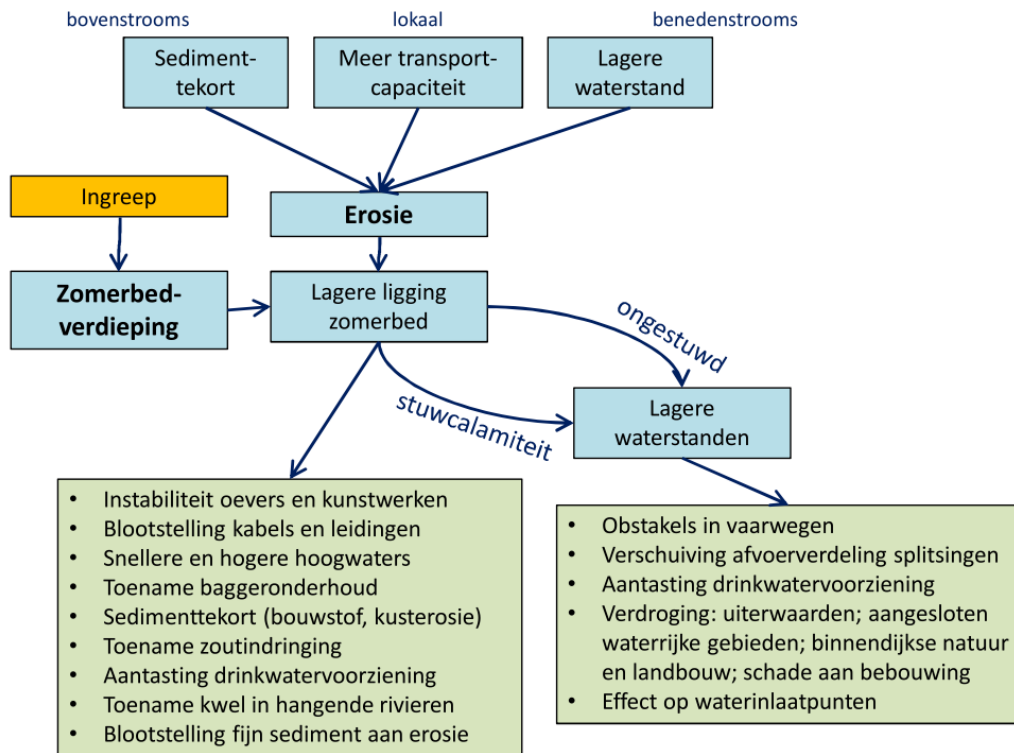 bovenstrooms
lokaal
benedenstrooms
Sediment-
tekort
Meer transport-
capaciteit
Lagere
waterstand
Ingreep
Erosie
Zomerbed-
verdieping
Lagere ligging
zomerbed
ongestuwd
stuwcalamiteit
Lagere
waterstanden
• Instabiliteit oevers en kunstwerken
• Blootstelling kabels en leidingen
• Snellere en hogere hoogwaters
• Toename baggeronderhoud
• Sedimenttekort (bouwstof, kusterosie)
• Toename zoutindringing
• Aantasting drinkwatervoorziening
• Toename kwel in hangende rivieren
• Blootstelling fijn sediment aan erosie
• Obstakels in vaarwegen
• Verschuiving afvoerverdeling splitsingen
• Aantasting drinkwatervoorziening
• Verdroging: uiterwaarden; aangesloten
waterrijke gebieden; binnendijkse natuur
en landbouw; schade aan bebouwing
• Effect op waterinlaatpunten